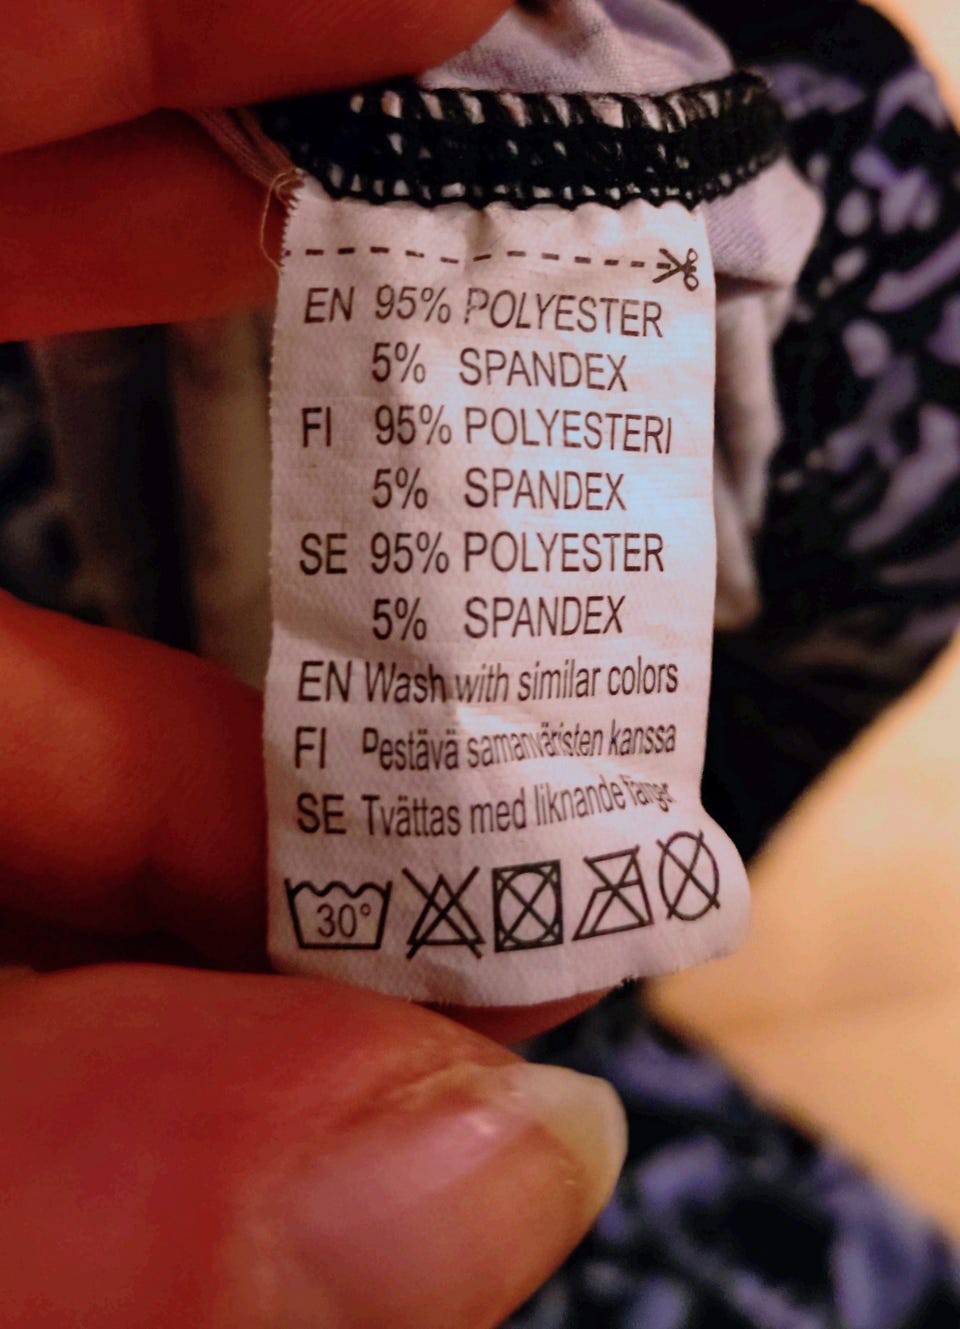 EN 95% POLYESTER
5% SPANDEX
FI 95% POLYESTERI
5% SPANDEX
SE 95% POLYESTER
5% SPANDEX
EN Wash with similar colors
FI Pestävä samanväristen kanssa
SE Tvättas med liknande färger
30°